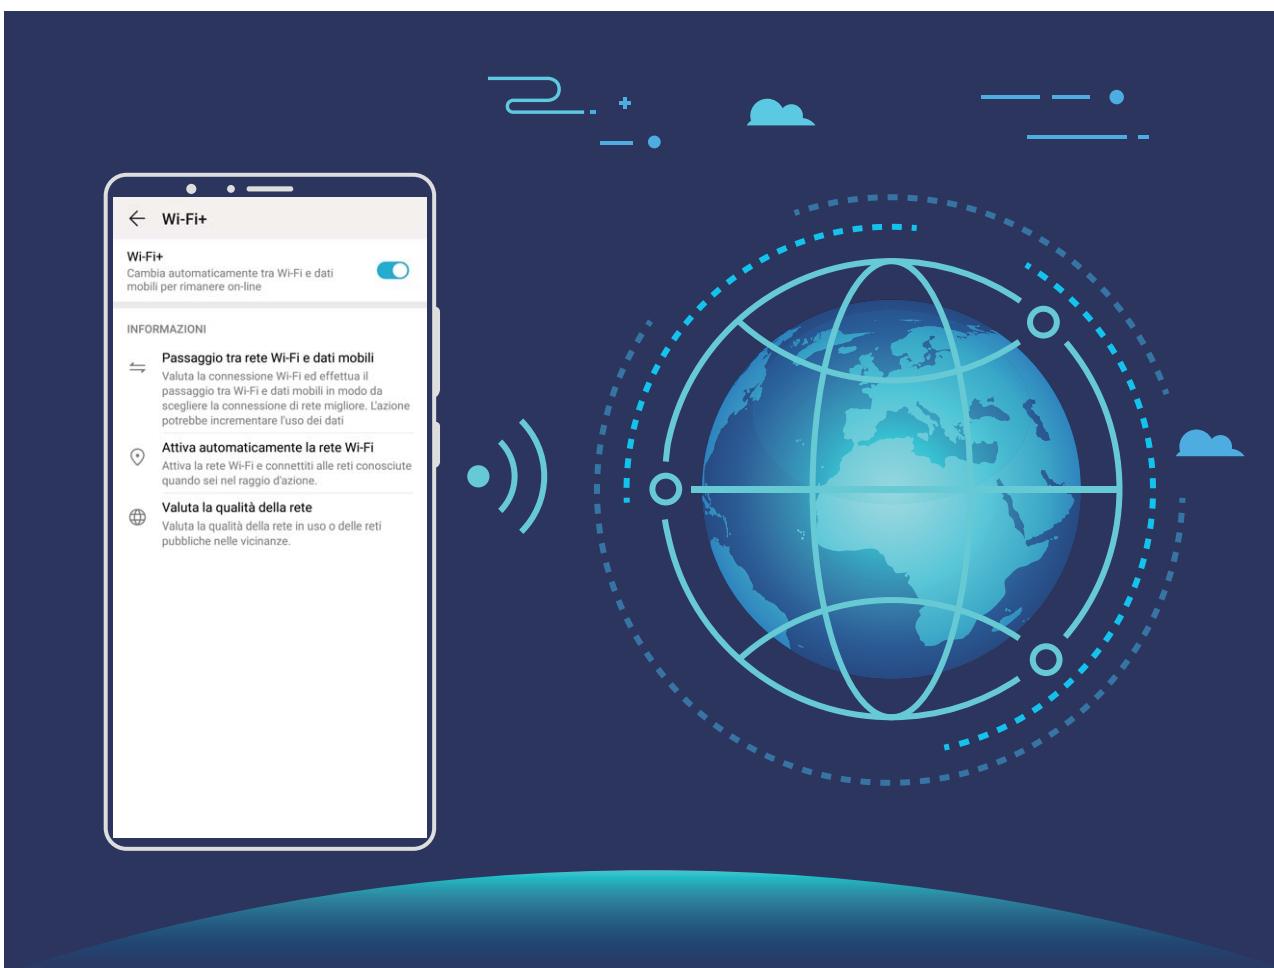 Wi-Fi+
Wi-Fi+
Cambia automaticamente tra Wi-Fi e dati
mobili per rimanere on-line
INFORMAZIONI
Passaggio tra rete Wi-Fi e dati mobili
Valuta la connessione Wi-Fi ed effettua il
passaggio tra Wi-Fi e dati mobili in modo da
scegliere la connessione di rete migliore. L'azione
potrebbe incrementare l'uso dei dati
Attiva automaticamente la rete Wi-Fi
Attiva la rete Wi-Fi e connettiti alle reti conosciute
quando sei nel raggio d'azione.
Valuta la qualità della rete
Valuta la qualità della rete in uso o delle reti
pubbliche nelle vicinanze.